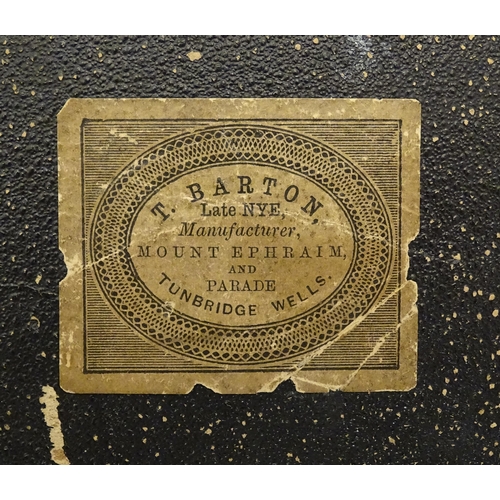 T. BARTON,
Late NYE,
Manufacturer,
MOUNT EPHRAIM,
AND
PARADE
TUNBRIDGE WELLS.